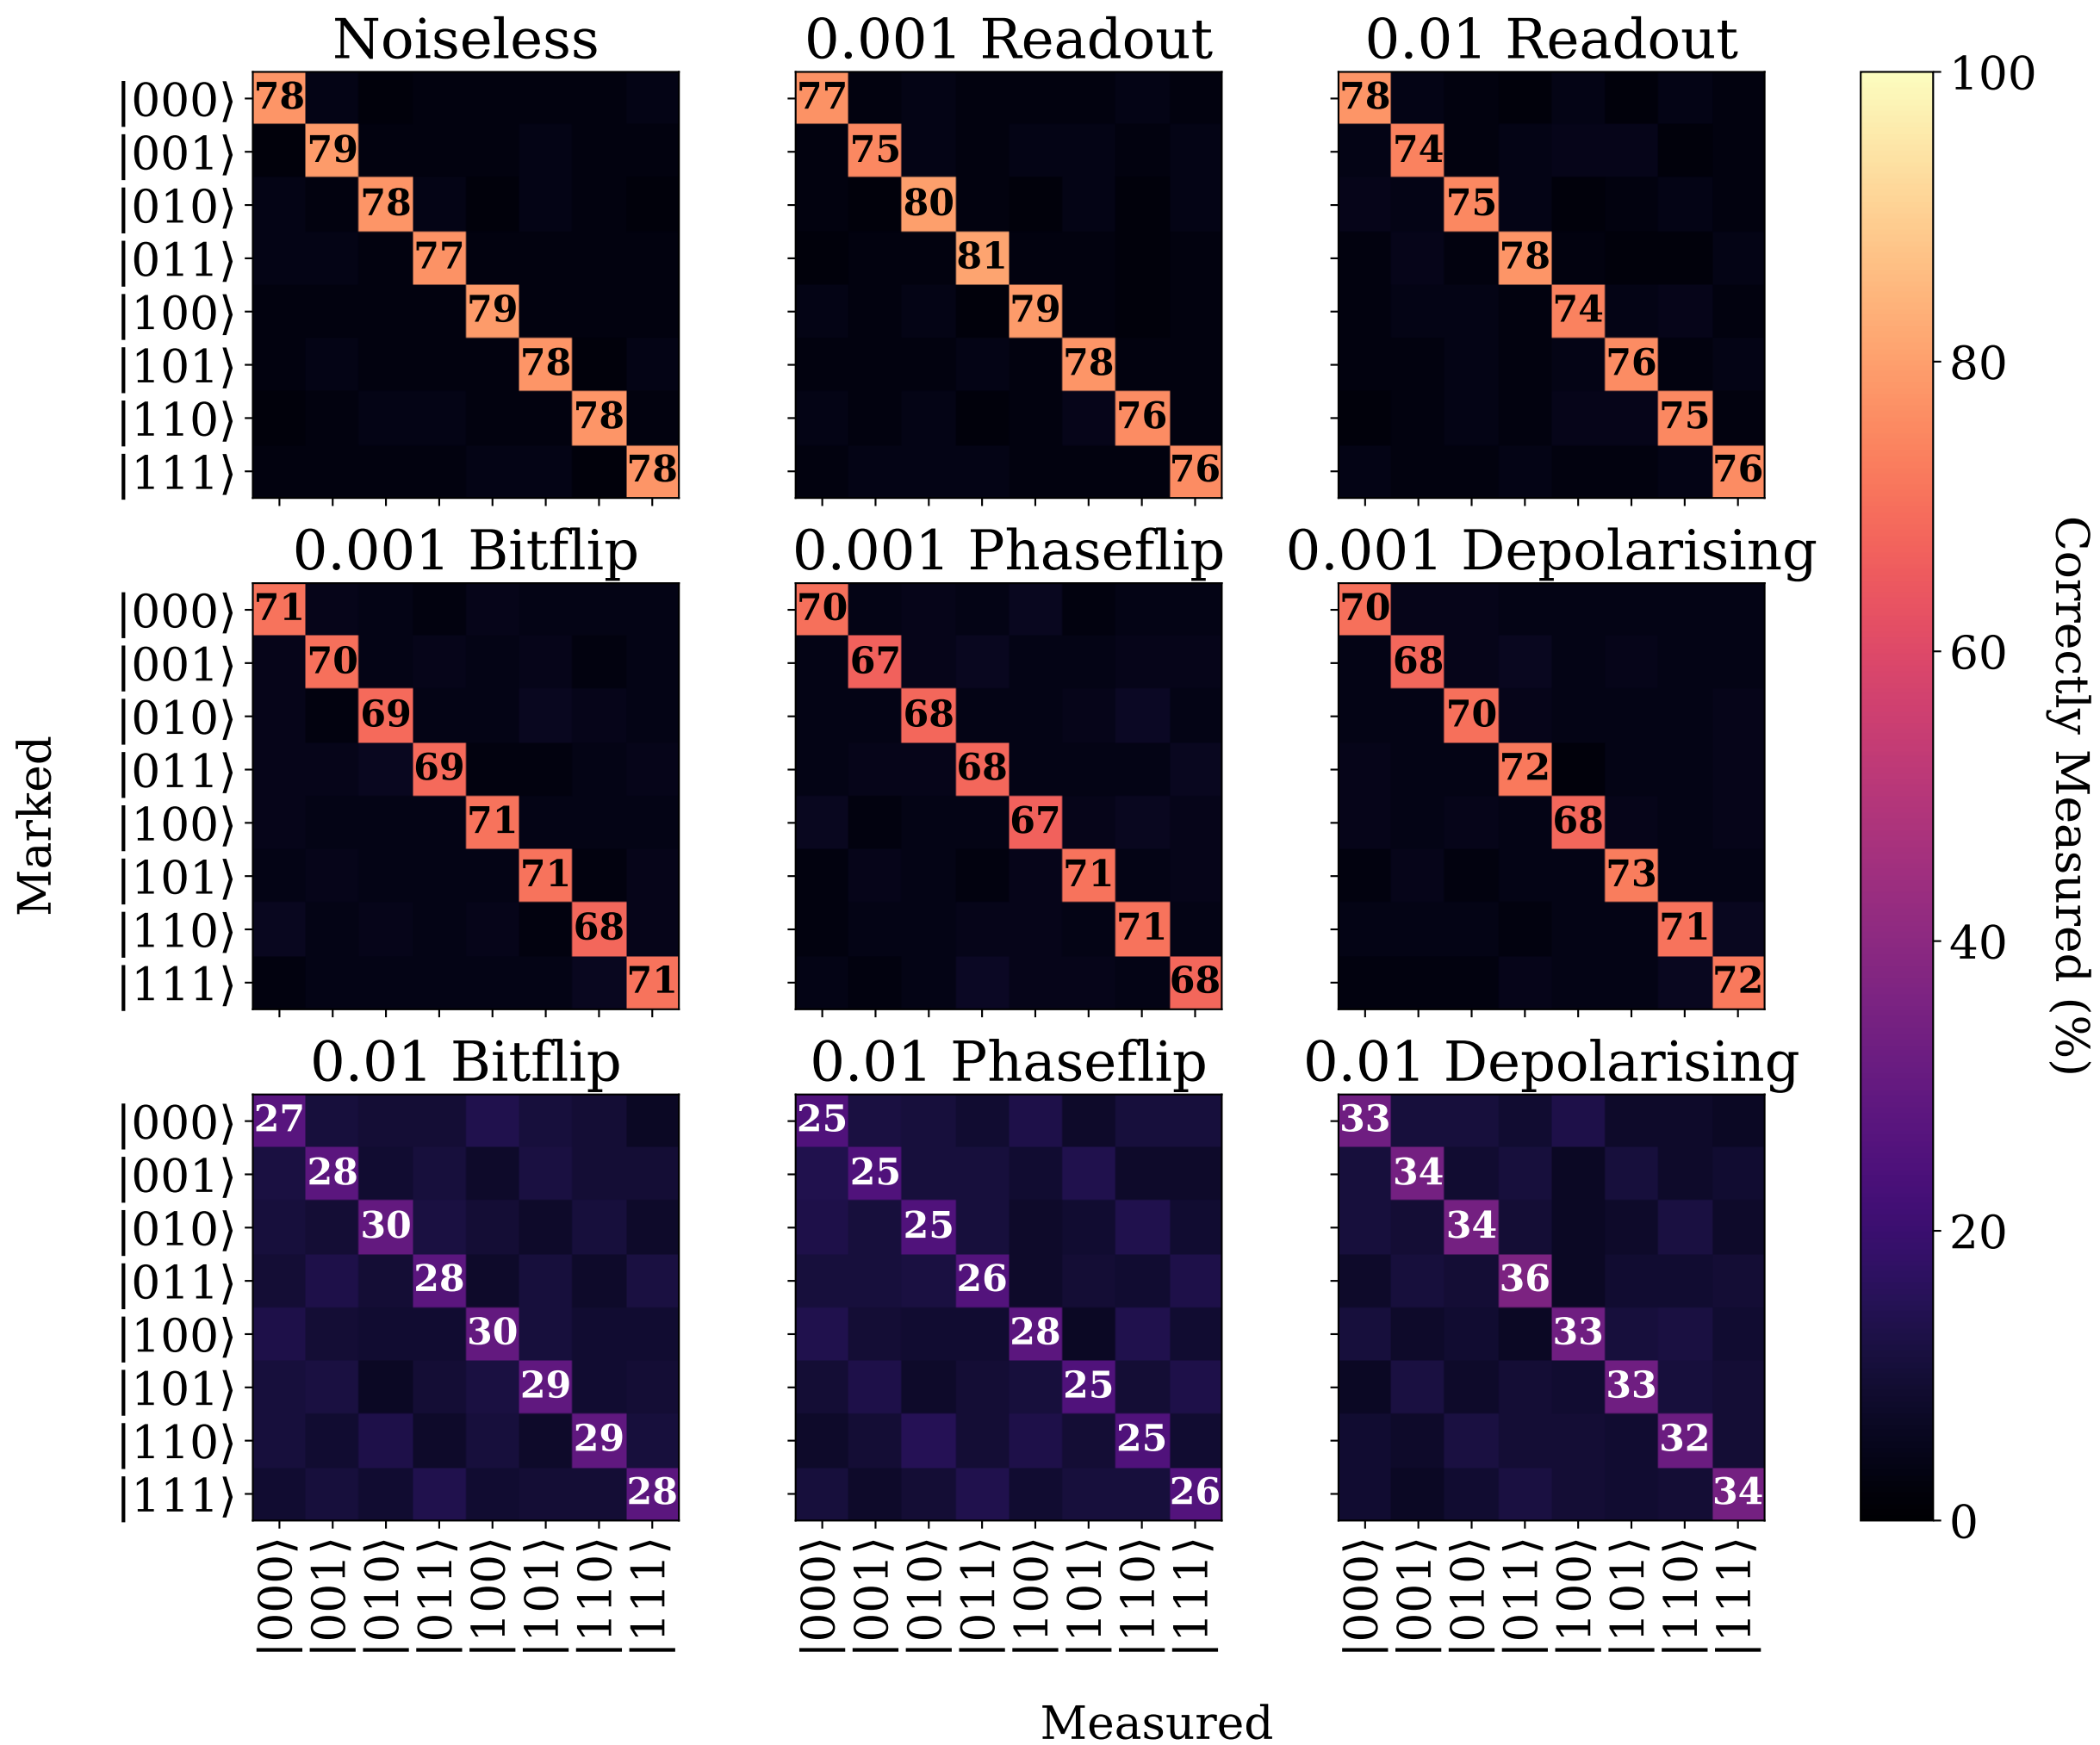 Noiseless
0.001 Readout
0.01 Readout
|000⟩ 78 77 78
|001⟩ 79 75 74
|010⟩ 78 80 75
|011⟩ 77 81 78
|100⟩ 79 79 74
|101⟩ 78 78 76
|110⟩ 78 76 75
|111⟩ 78 76 76
0.001 Bitflip
0.001 Phaseflip
0.001 Depolarising
|000⟩ 71 70 70
|001⟩ 70 67 68
|010⟩ 69 68 70
|011⟩ 69 68 72
|100⟩ 71 67 68
|101⟩ 71 71 73
|110⟩ 68 71 71
|111⟩ 71 68 72
0.01 Bitflip
0.01 Phaseflip
0.01 Depolarising
|000⟩ 27 25 33
|001⟩ 28 25 34
|010⟩ 30 25 34
|011⟩ 28 26 36
|100⟩ 30 28 33
|101⟩ 29 25 33
|110⟩ 29 25 32
|111⟩ 28 26 34
|000⟩ |001⟩ |010⟩ |011⟩ |100⟩ |101⟩ |110⟩ |111⟩
|000⟩ |001⟩ |010⟩ |011⟩ |100⟩ |101⟩ |110⟩ |111⟩
|000⟩ |001⟩ |010⟩ |011⟩ |100⟩ |101⟩ |110⟩ |111⟩
Marked
Measured
100
80
60
40
20
0
Correctly Measured (%)